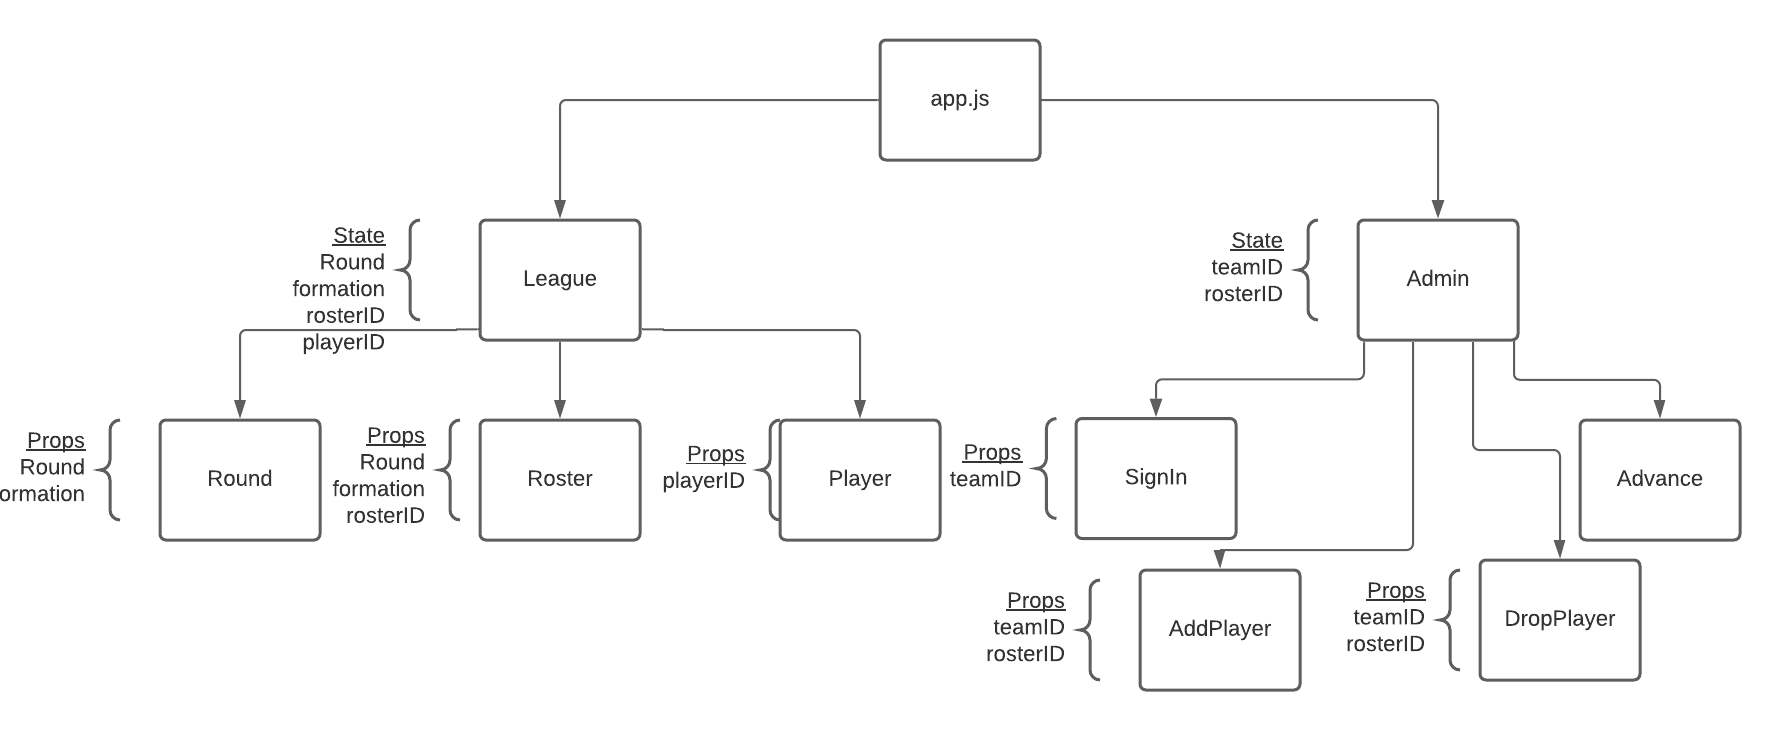 app.js
State
Round
formation
rosterID
playerID
League
State
teamID
rosterID
Admin
Props
Round
ormation
Round
Props
Round
formation
rosterID
Roster
Props
playerID
Player
Props
teamID
SignIn
Advance
Props
teamID
rosterID
AddPlayer
Props
teamID
rosterID
DropPlayer